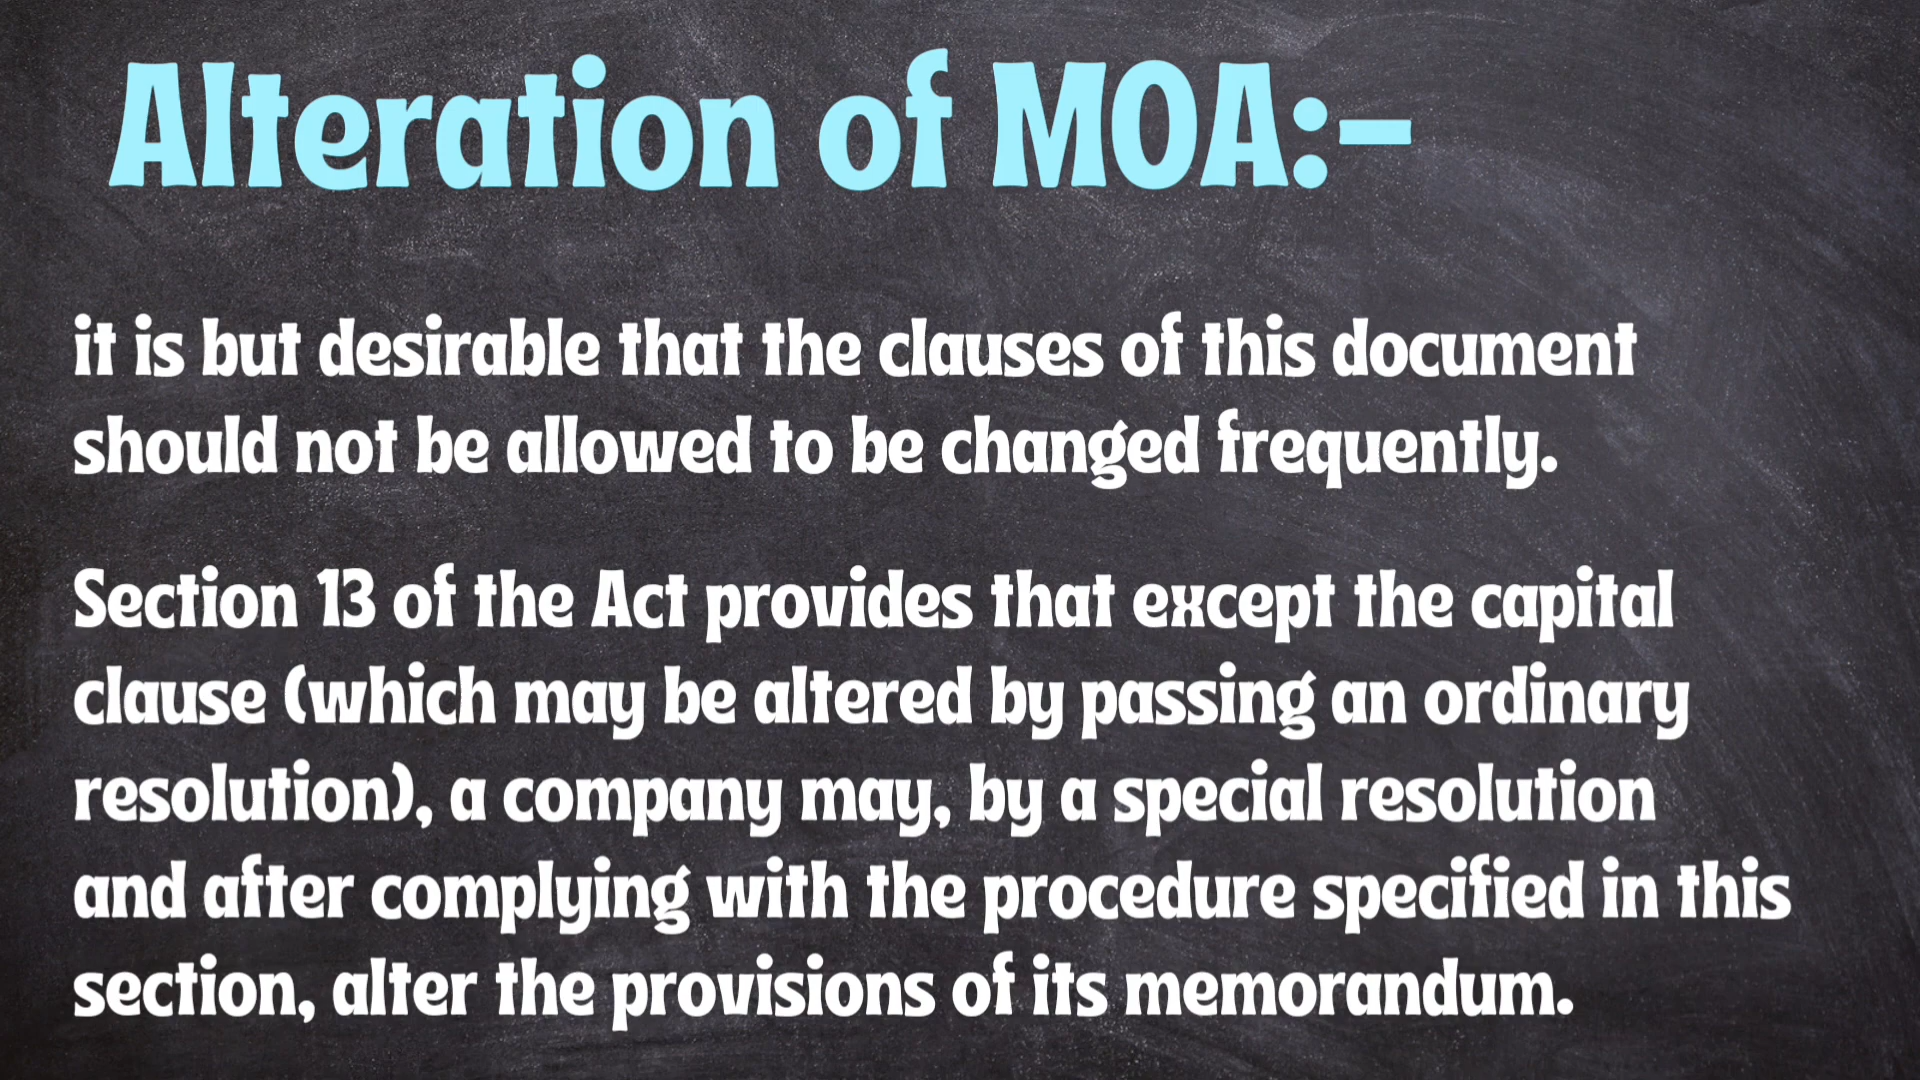 Alteration of MOA:-
it is but desirable that the clauses of this document
should not be allowed to be changed frequently.
Section 13 of the Act provides that except the capital
clause (which may be altered by passing an ordinary
resolution), a company may, by a special resolution
and after complying with the procedure specified in this
section, alter the provisions of its memorandum.